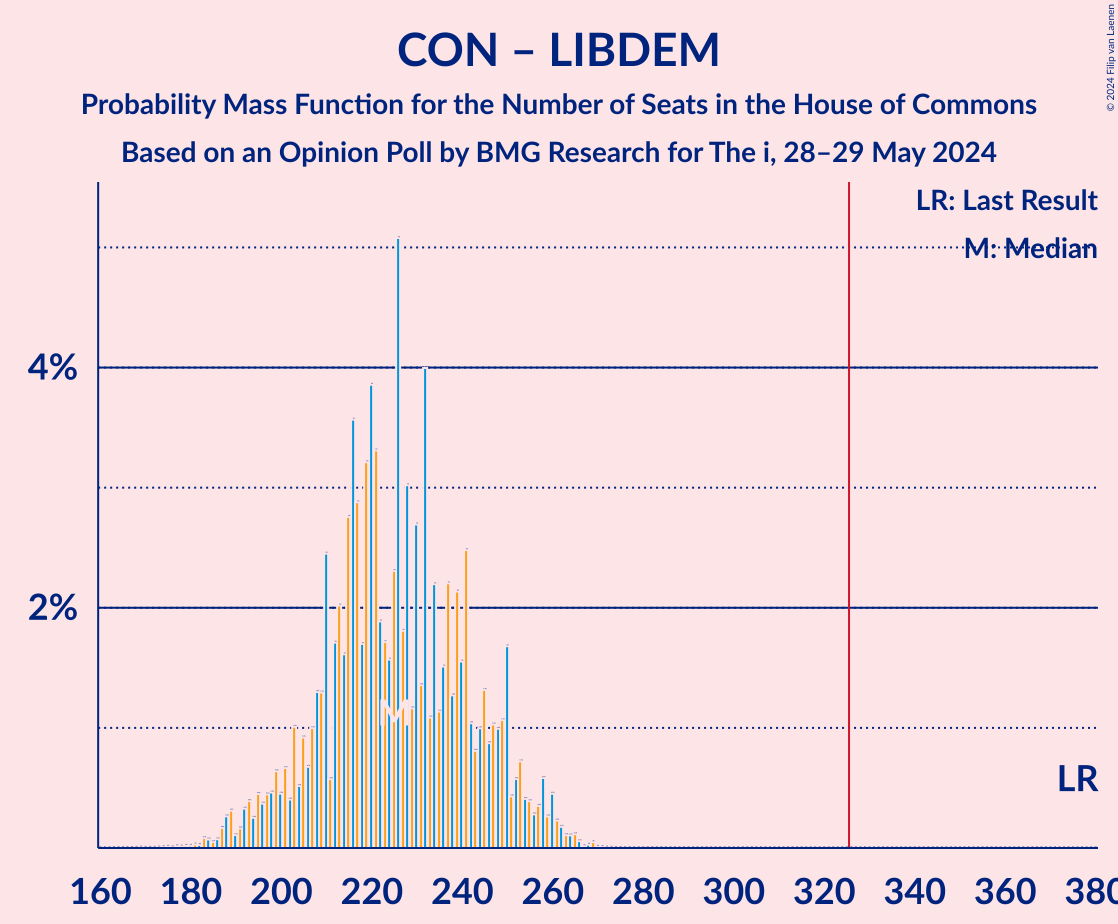 CON – LIBDEM
Probability Mass Function for the Number of Seats in the House of Commons
Based on an Opinion Poll by BMG Research for The i, 28–29 May 2024
© 2024 Filip van Laenen
LR: Last Result
M: Median
4%
2%
M
LR
160 180 200 220 240 260 280 300 320 340 360 380